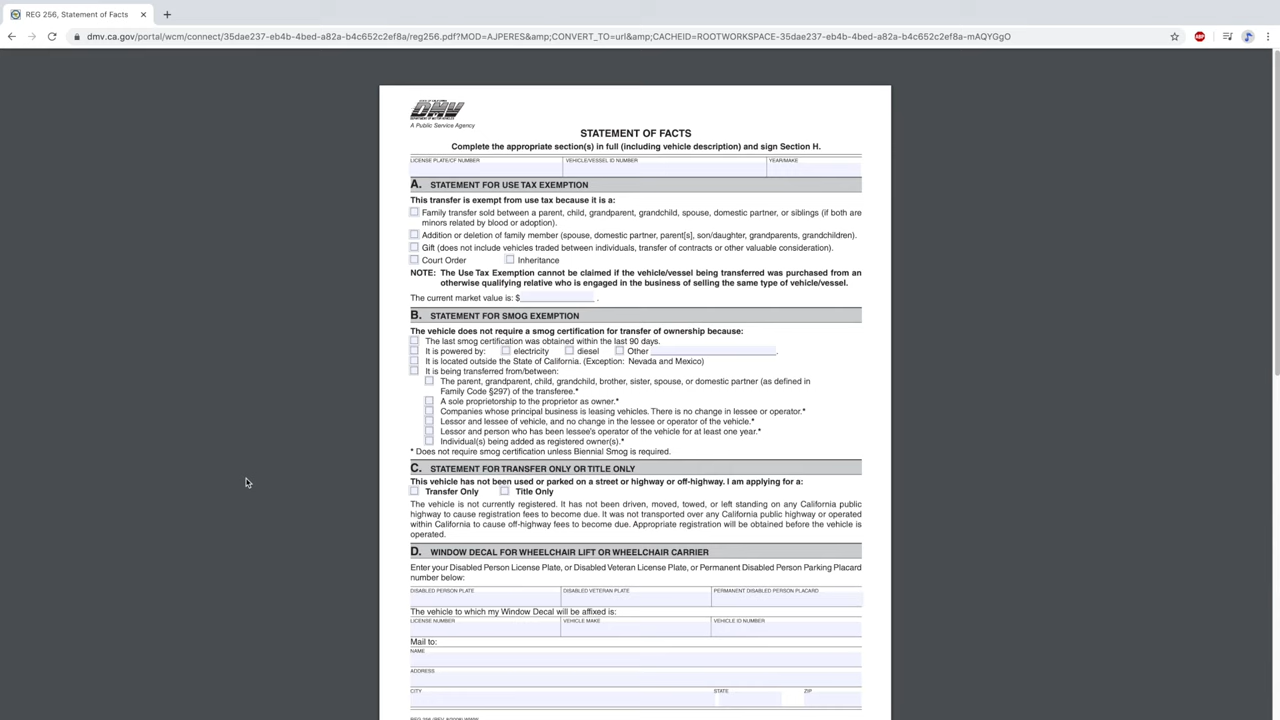 REG 256, Statement of Facts
dmv.ca.gov/portal/wcm/connect/35dae237-eb4b-4bed-a82a-b4c652c2ef8a/reg256.pdf?MOD=AJPERES&amp;CONVERT_TO=url&amp;CACHEID=ROOTWORKSPACE-35dae237-eb4b-4bed-a82a-b4c652c2ef8a-mAQYGgO
DMV
A Public Service Agency
STATEMENT OF FACTS
Complete the appropriate section(s) in full (including vehicle description) and sign Section H.
LICENSE PLATE/CF NUMBER VEHICLE/VESSEL ID NUMBER YEAR/MAKE
A. STATEMENT FOR USE TAX EXEMPTION
This transfer is exempt from use tax because it is a:
Family transfer sold between a parent, child, grandparent, grandchild, spouse, domestic partner, or siblings (if both are
minors related by blood or adoption).
Addition or deletion of family member (spouse, domestic partner, parent[s], son/daughter, grandparents, grandchildren).
Gift (does not include vehicles traded between individuals, transfer of contracts or other valuable consideration).
Court Order Inheritance
NOTE: The Use Tax Exemption cannot be claimed if the vehicle/vessel being transferred was purchased from an
otherwise qualifying relative who is engaged in the business of selling the same type of vehicle/vessel.
The current market value is: $ .
B. STATEMENT FOR SMOG EXEMPTION
The vehicle does not require a smog certification for transfer of ownership because:
The last smog certification was obtained within the last 90 days.
It is powered by: electricity diesel Other .
It is located outside the State of California. (Exception: Nevada and Mexico)
It is being transferred from/between:
The parent, grandparent, child, grandchild, brother, sister, spouse, or domestic partner (as defined in
Family Code §297) of the transferee.*
A sole proprietorship to the proprietor as owner.*
Companies whose principal business is leasing vehicles. There is no change in lessee or operator.*
Lessor and lessee of vehicle, and no change in the lessee or operator of the vehicle.*
Lessor and person who has been lessee's operator of the vehicle for at least one year.*
Individual(s) being added as registered owner(s).*
* Does not require smog certification unless Biennial Smog is required.
C. STATEMENT FOR TRANSFER ONLY OR TITLE ONLY
This vehicle has not been used or parked on a street or highway or off-highway. I am applying for a:
Transfer Only Title Only
The vehicle is not currently registered. It has not been driven, moved, towed, or left standing on any California public
highway to cause registration fees to become due. It was not transported over any California public highway or operated
within California to cause off-highway fees to become due. Appropriate registration will be obtained before the vehicle is
operated.
D. WINDOW DECAL FOR WHEELCHAIR LIFT OR WHEELCHAIR CARRIER
Enter your Disabled Person License Plate, or Disabled Veteran License Plate, or Permanent Disabled Person Parking Placard
number below:
DISABLED PERSON PLATE DISABLED VETERAN PLATE PERMANENT DISABLED PERSON PLACARD
The vehicle to which my Window Decal will be affixed is:
LICENSE NUMBER VEHICLE MAKE VEHICLE ID NUMBER
Mail to:
NAME
ADDRESS
CITY STATE ZIP